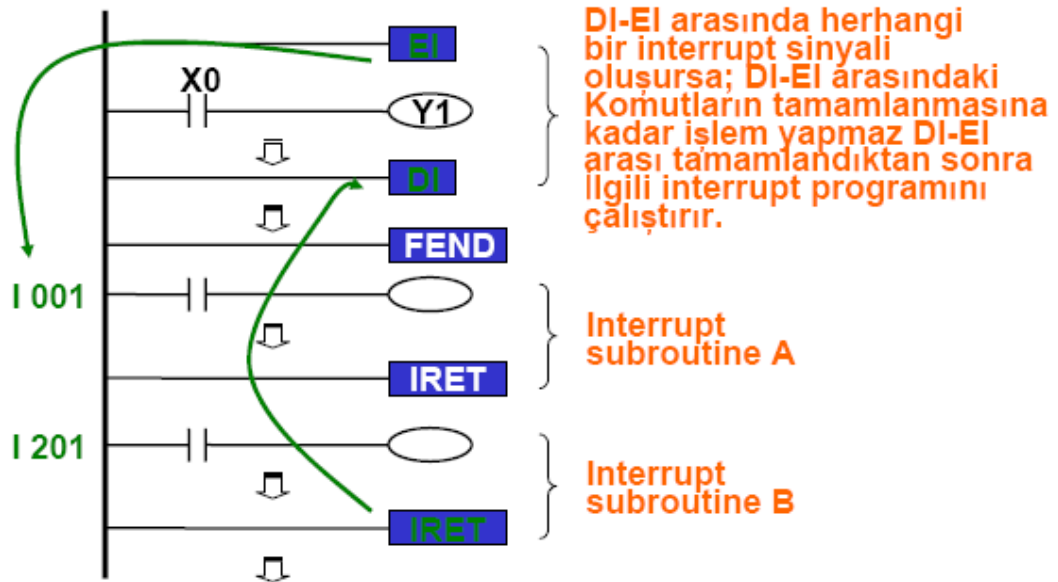 EI
X0
Y1
DI
FEND
I 001
IRET
I 201
IRET
DI-EI arasında herhangi
bir interrupt sinyali
oluşursa; DI-EI arasındaki
Komutların tamamlanmasına
kadar işlem yapmaz DI-EI
arası tamamlandıktan sonra
İlgili interrupt programını
çalıştırır.
Interrupt
subroutine A
Interrupt
subroutine B